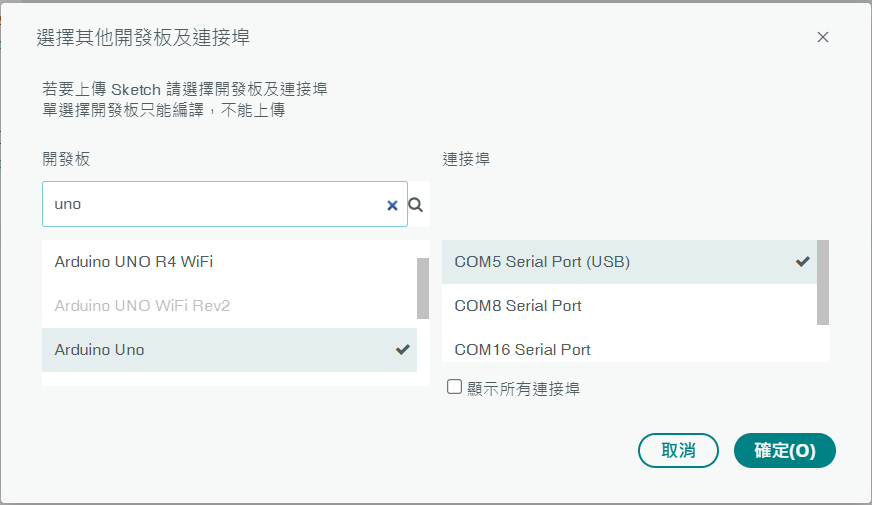 選擇其他開發板及連接埠
若要上傳 Sketch 請選擇開發板及連接埠
單選擇開發板只能編譯，不能上傳
開發板
連接埠
uno
Arduino UNO R4 WiFi
Arduino UNO WiFi Rev2
Arduino Uno
COM5 Serial Port (USB)
COM8 Serial Port
COM16 Serial Port
顯示所有連接埠
取消
確定(O)